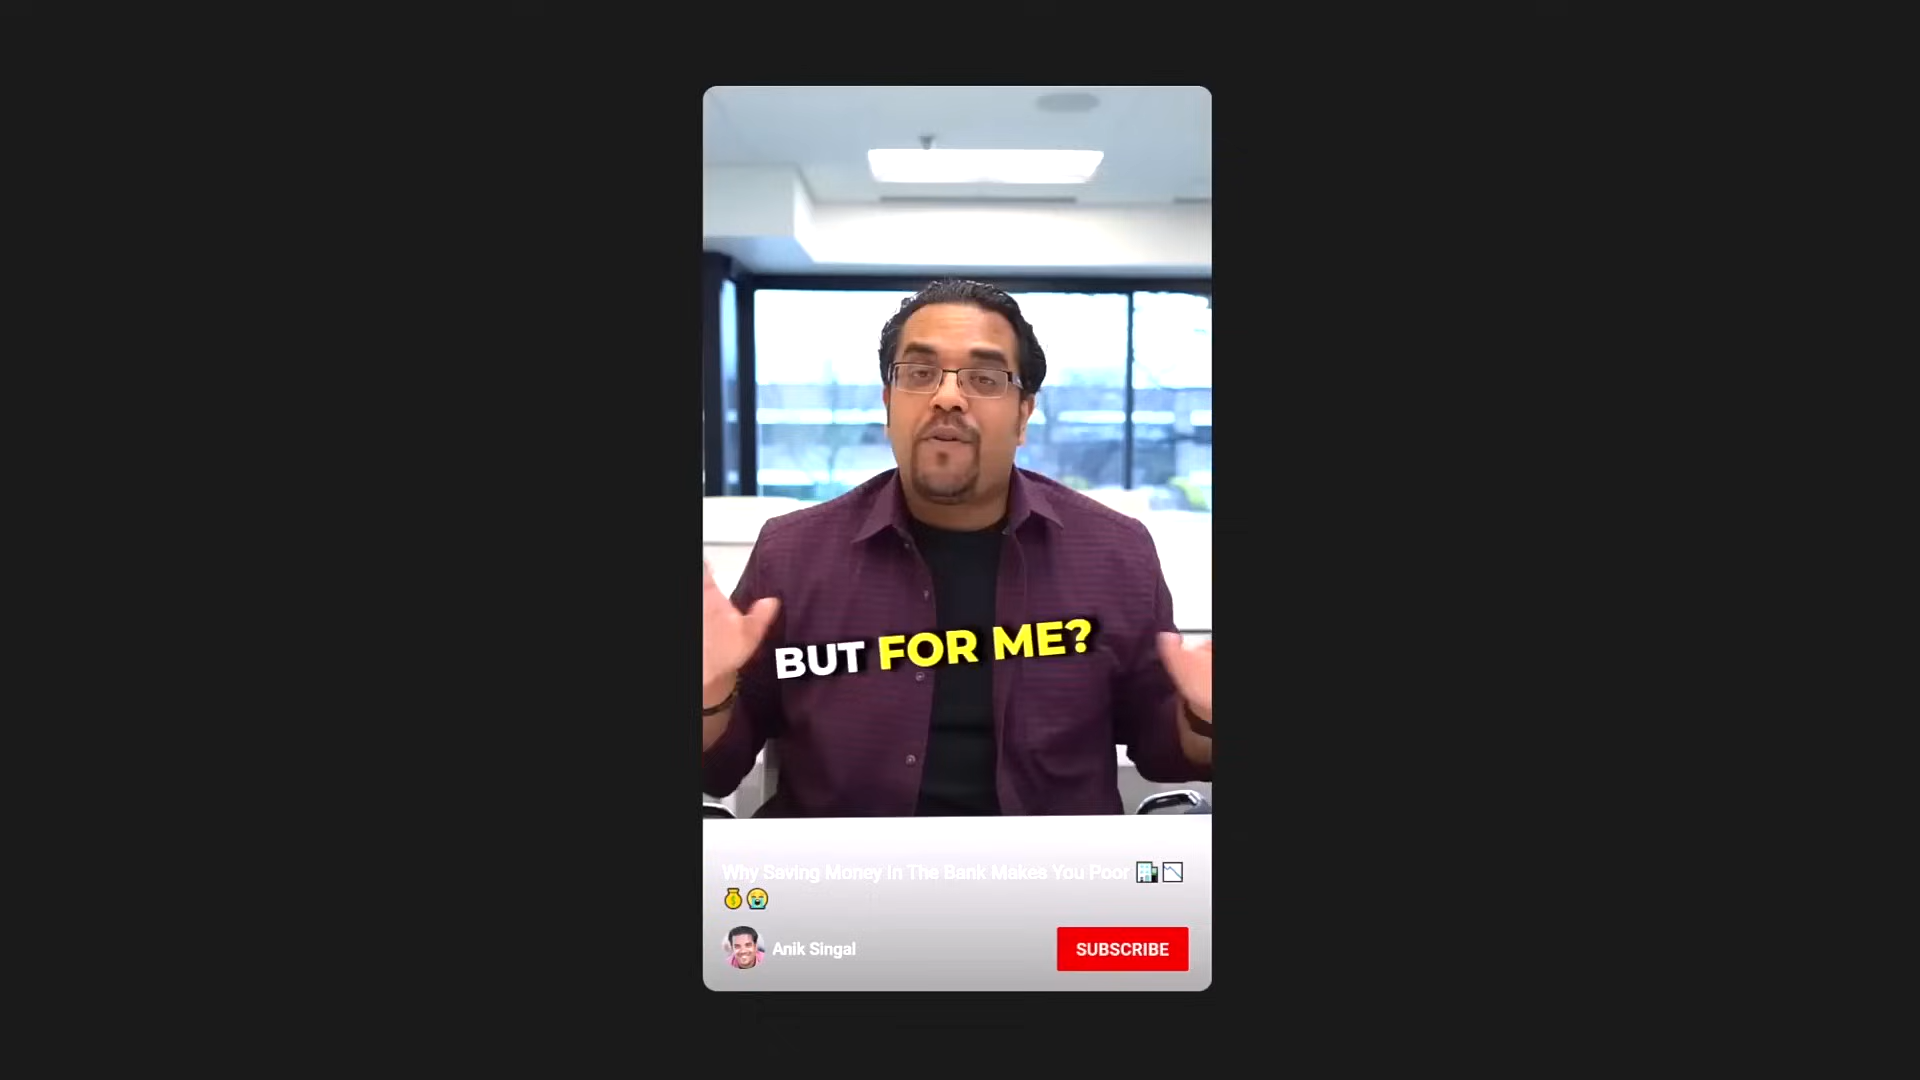 BUT FOR ME?
Why Saving Money In The Bank Makes You Poor
Anik Singal
SUBSCRIBE